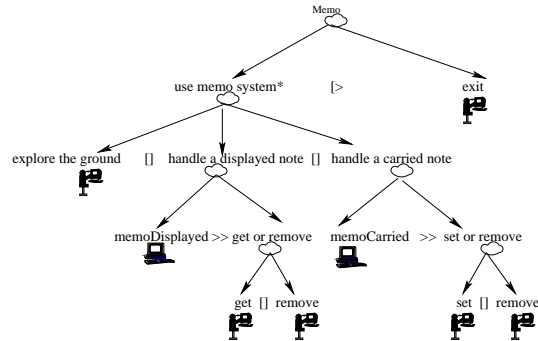 Memo
use memo system* [> exit
explore the ground [] handle a displayed note [] handle a carried note
memoDisplayed >> get or remove memoCarried >> set or remove
get [] remove set [] remove